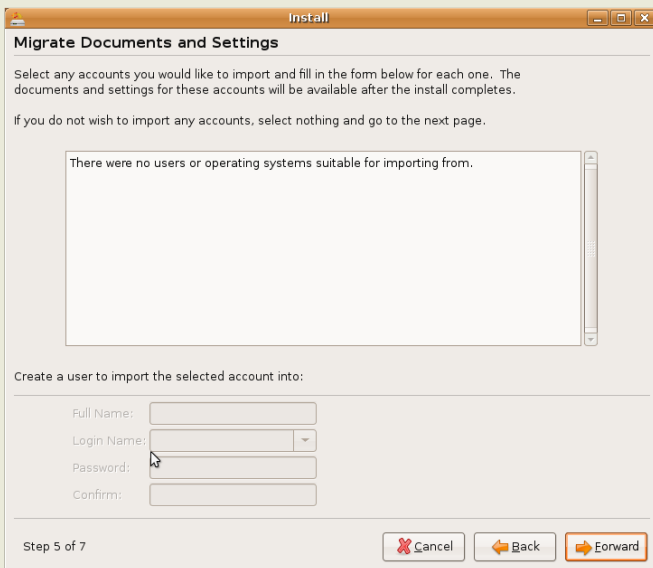 Install
Migrate Documents and Settings
Select any accounts you would like to import and fill in the form below for each one. The
documents and settings for these accounts will be available after the install completes.
If you do not wish to import any accounts, select nothing and go to the next page.
There were no users or operating systems suitable for importing from.
Create a user to import the selected account into:
Full Name:
Login Name:
Password:
Confirm:
Step 5 of 7
Cancel
Back
Forward